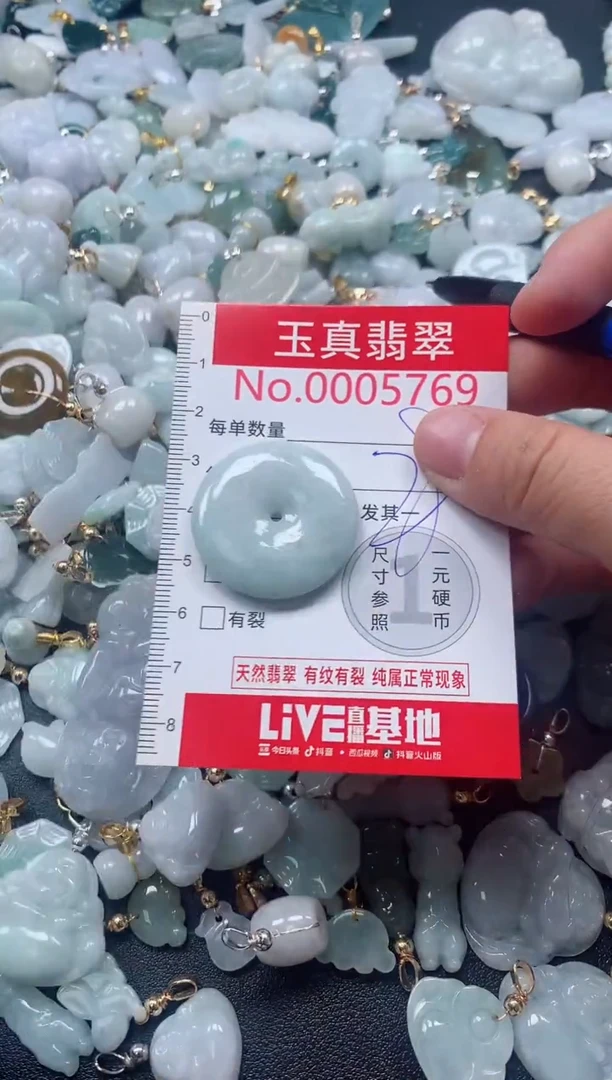 0
玉真翡翠
1
No.0005769
2
每单数量
3
4
发其一
5
尺寸参照
1
一元硬币
6
有裂
天然翡翠 有纹有裂 纯属正常现象
7
LiVE直播基地
8
今日头条 抖音 西瓜视频 抖音火山版